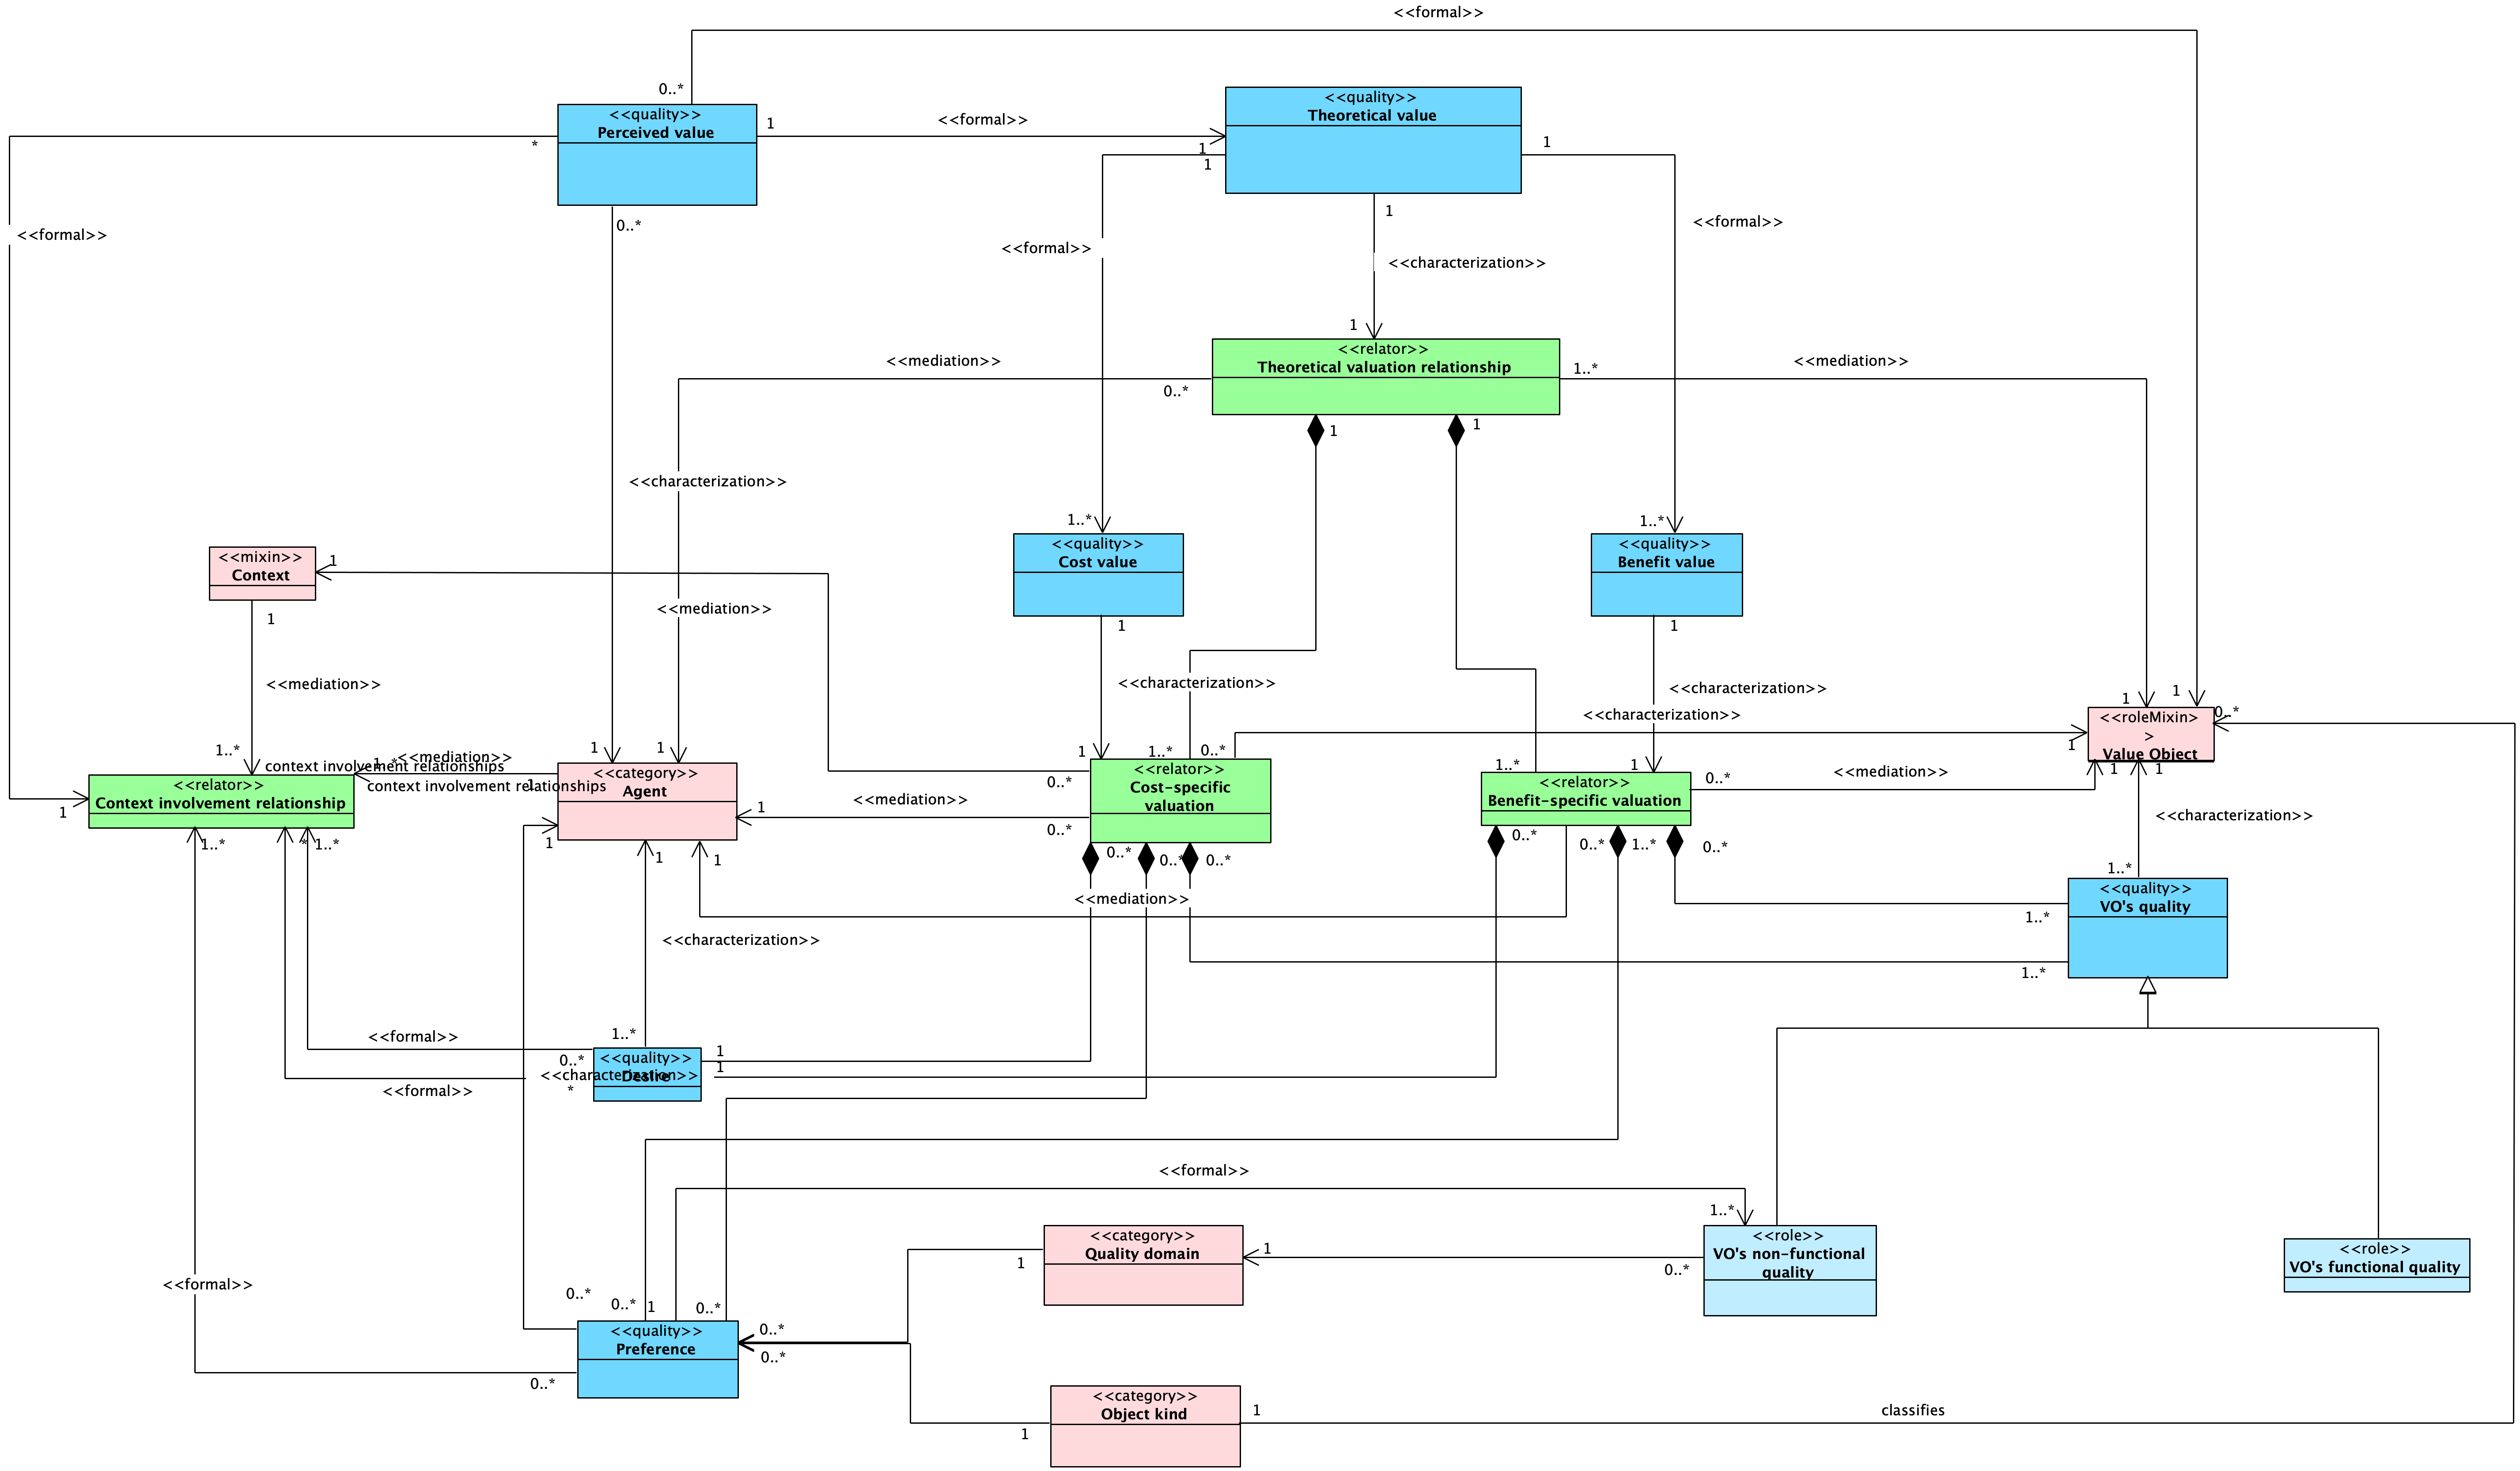 <<formal>>
0..*
<<quality>>
Perceived value
1
<<formal>>
*
<<quality>>
Theoretical value
1
1
1
<<formal>>
0..*
<<formal>>
1
<<formal>>
<<characterization>>
1
<<relator>>
Theoretical valuation relationship
<<mediation>>
0..*
1..*
<<mediation>>
1
1
<<characterization>>
1..*
1..*
<<mixin>>
Context
1
<<quality>>
Cost value
<<quality>>
Benefit value
<<mediation>>
1
1
1
<<mediation>>
<<characterization>>
<<characterization>>
<<characterization>>
1
1
<<roleMixin>
>
Value Object
0..*
1..*
1
1
1
1..*
0..*
1
<<mediation>>
context involvement relationships
1..*
context involvement relationships
1
<<relator>>
Context involvement relationship
1
<<category>>
Agent
0..*
<<relator>>
Cost-specific
valuation
1..*
1
<<relator>>
Benefit-specific valuation
0..*
<<mediation>>
1
1
<<mediation>>
1
0..*
<<characterization>>
1..*
*
1..*
1
1
1
0..*
0..*
0..*
0..*
0..*
1..*
0..*
1..*
<<quality>>
VO's quality
<<mediation>>
1..*
1..*
<<characterization>>
1..*
<<formal>>
0..*
<<quality>>
Desire
1
1
<<characterization>>
*
<<formal>>
<<formal>>
1..*
<<category>>
Quality domain
1
1
0..*
<<role>>
VO's non-functional
quality
<<role>>
VO's functional quality
<<formal>>
0..*
0..*
1
0..*
<<quality>>
Preference
0..*
0..*
0..*
<<category>>
Object kind
1
1
classifies